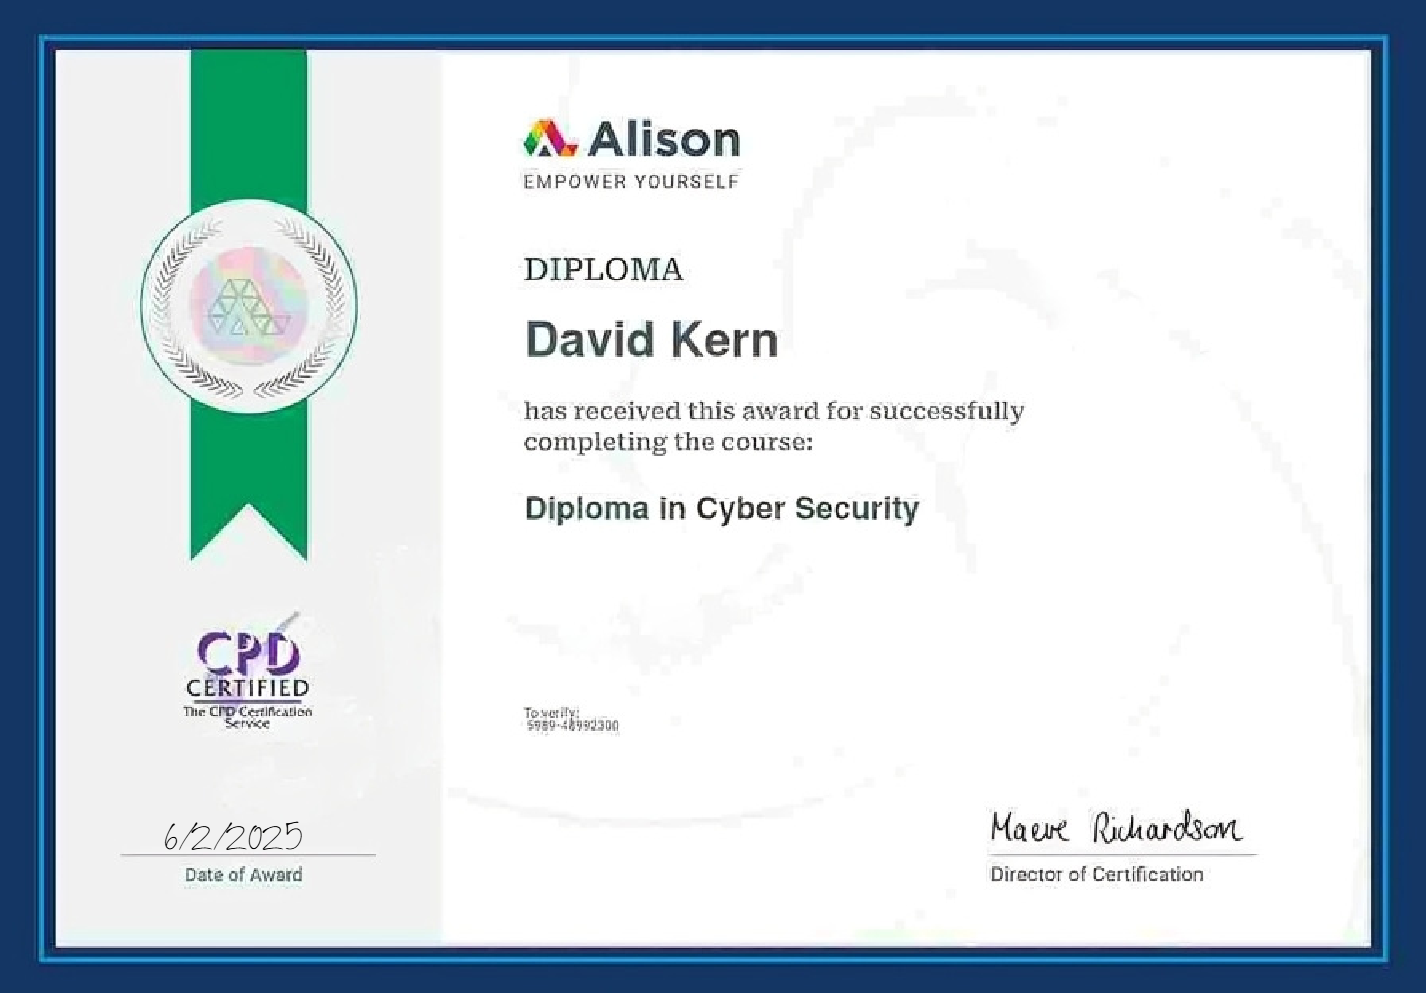 Alison
EMPOWER YOURSELF
DIPLOMA
David Kern
has received this award for successfully
completing the course:
Diploma in Cyber Security
CPD
CERTIFIED
The CPD Certification
Service
To verify:
5989-48992300
6/2/2025
Date of Award
Maeve Richardson
Director of Certification